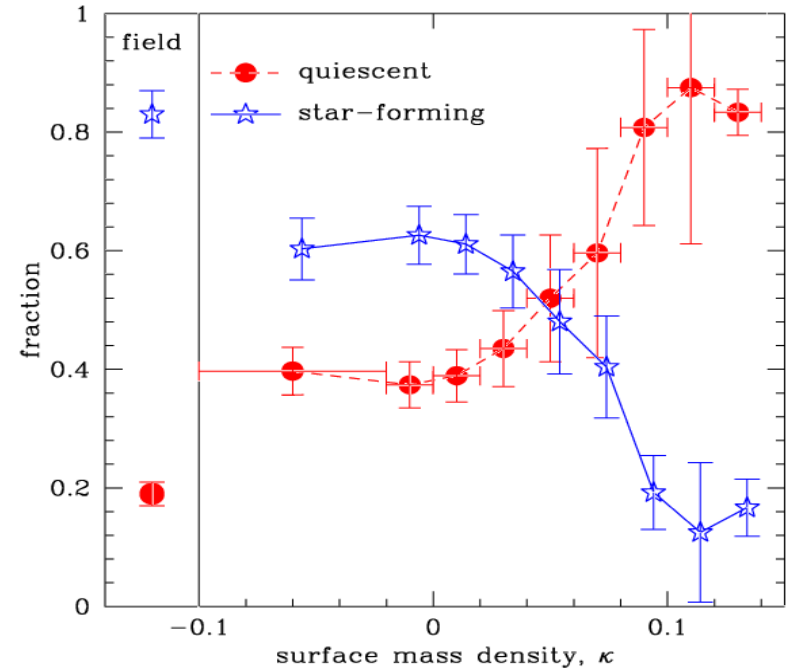 field
quiescent
star-forming
1
0.8
0.6
0.4
0.2
0
fraction
-0.1
0
0.1
surface mass density, κ